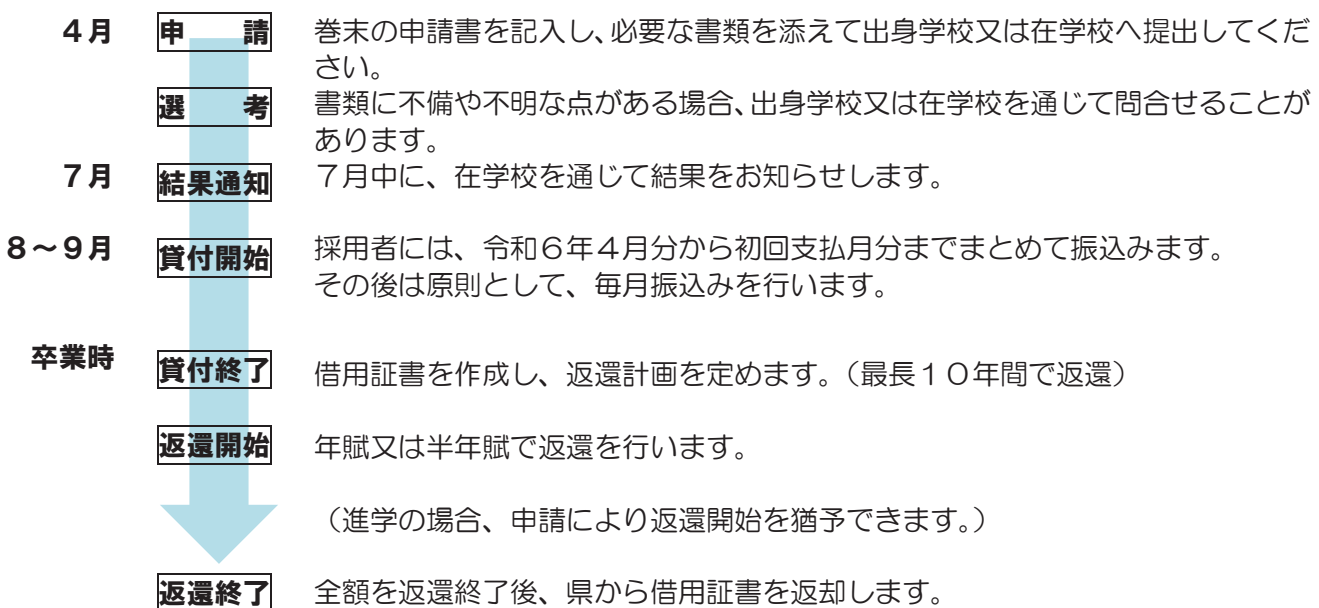 ４月 申　　請 巻末の申請書を記入し、必要な書類を添えて出身学校又は在学校へ提出してくだ
さい。
選　　考 書類に不備や不明な点がある場合、出身学校又は在学校を通じて問合せることが
あります。
７月 結果通知 ７月中に、在学校を通じて結果をお知らせします。
８～９月 貸付開始 採用者には、令和６年４月分から初回支払月分までまとめて振込みます。
その後は原則として、毎月振込みを行います。
卒業時 貸付終了 借用証書を作成し、返還計画を定めます。（最長１０年間で返還）
返還開始 年賦又は半年賦で返還を行います。
（進学の場合、申請により返還開始を猶予できます。）
返還終了 全額を返還終了後、県から借用証書を返却します。